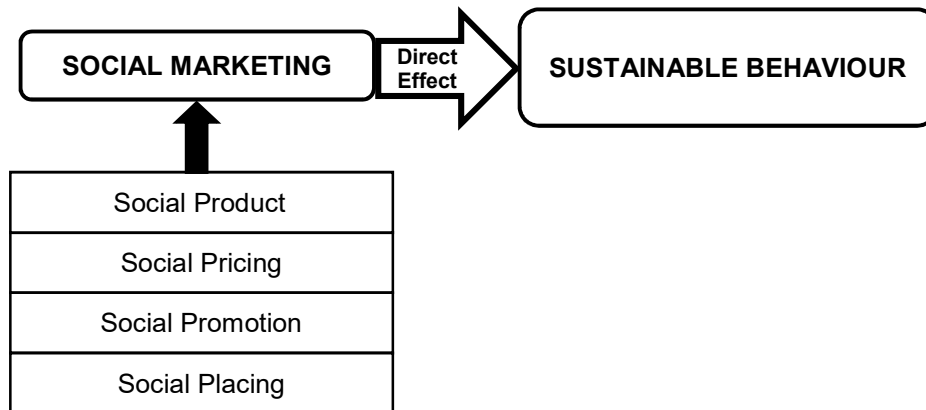 SOCIAL MARKETING
Direct
Effect
SUSTAINABLE BEHAVIOUR
Social Product
Social Pricing
Social Promotion
Social Placing